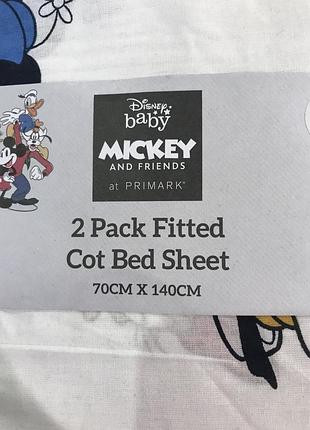 Disney
baby
MICKEY
AND FRIENDS
at PRIMARK®
2 Pack Fitted
Cot Bed Sheet
70CM X 140CM